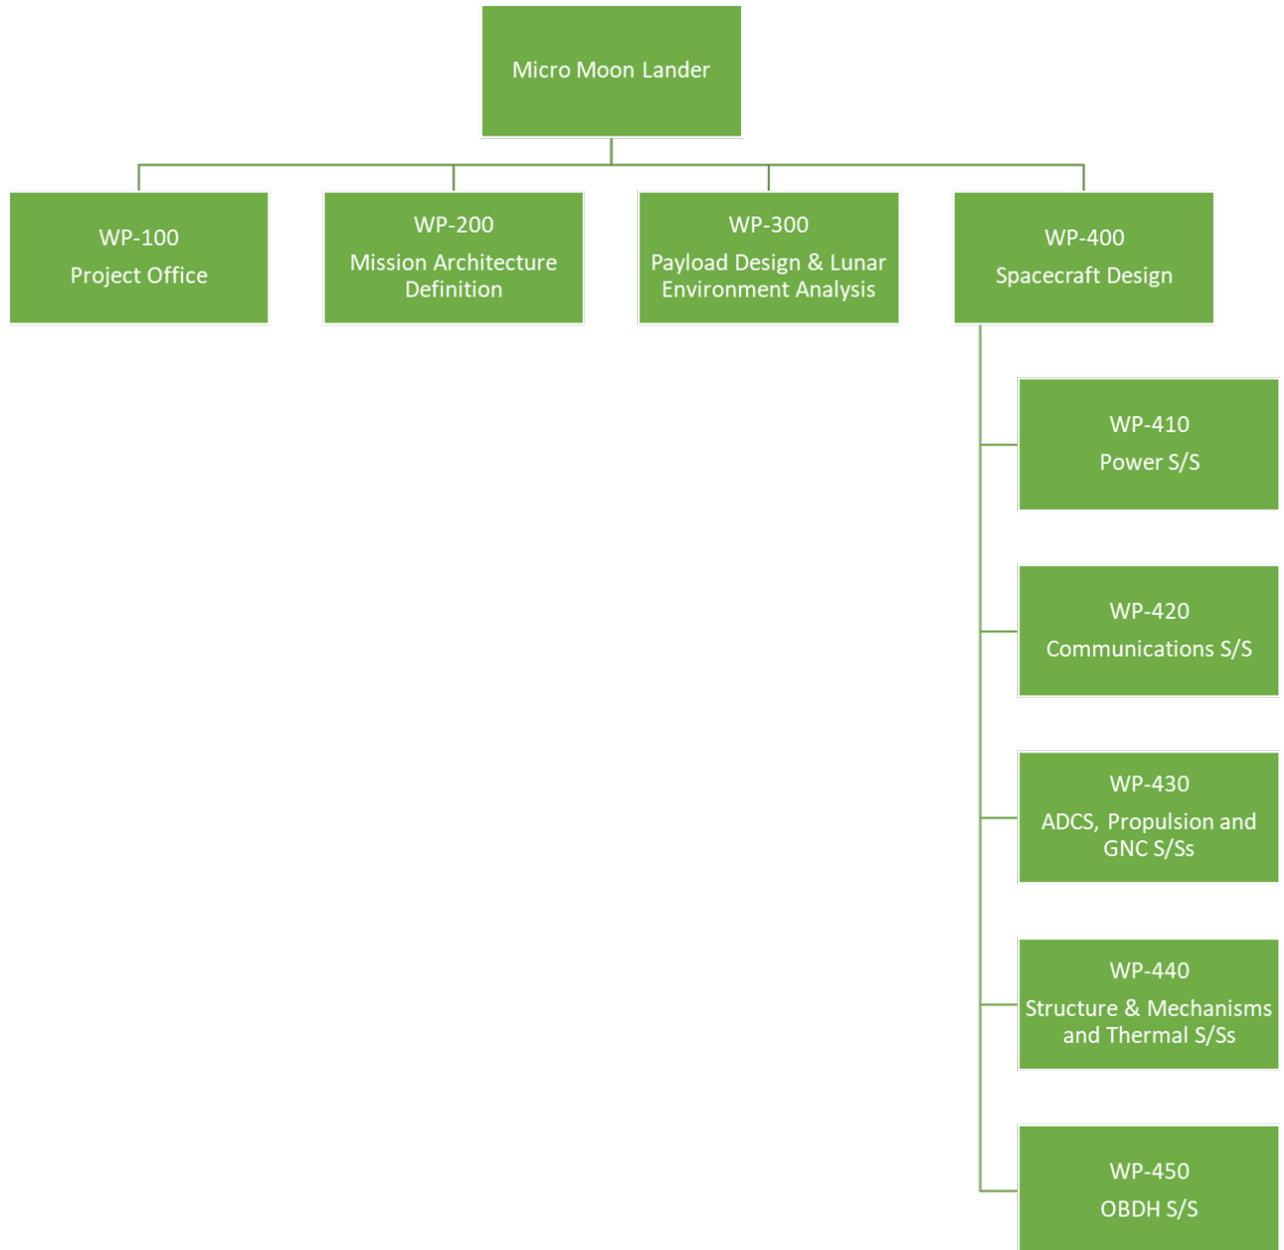 Micro Moon Lander
WP-100
Project Office
WP-200
Mission Architecture
Definition
WP-300
Payload Design & Lunar
Environment Analysis
WP-400
Spacecraft Design
WP-410
Power S/S
WP-420
Communications S/S
WP-430
ADCS, Propulsion and
GNC S/Ss
WP-440
Structure & Mechanisms
and Thermal S/Ss
WP-450
OBDH S/S